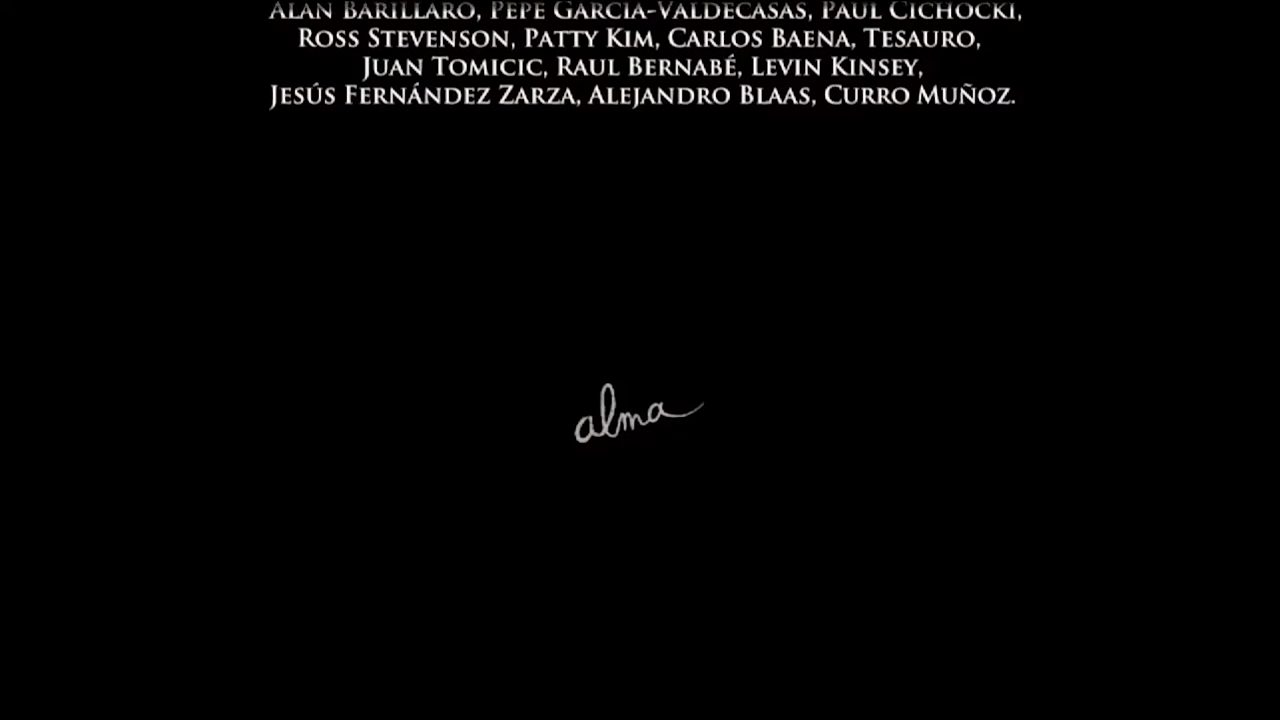 ALAN BARILLARO, PEPE GARCIA-VALDECASAS, PAUL CICHOCKI,
ROSS STEVENSON, PATTY KIM, CARLOS BAENA, TESAURO,
JUAN TOMICIC, RAUL BERNABÉ, LEVIN KINSEY,
JESÚS FERNÁNDEZ ZARZA, ALEJANDRO BLAAS, CURRO MUÑOZ.
alma